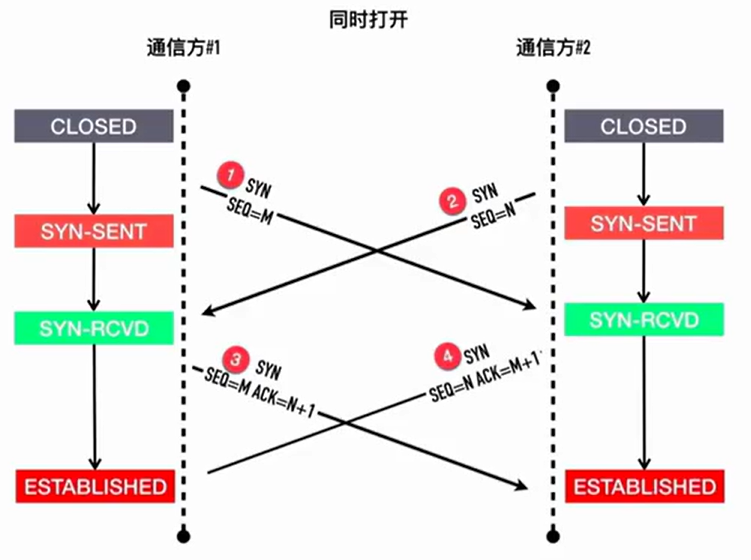 同时打开
通信方#1
通信方#2
CLOSED
CLOSED
1
SYN
SEQ=M
2
SYN
SEQ=N
SYN-SENT
SYN-SENT
SYN-RCVD
SYN-RCVD
3
SYN
SEQ=M ACK=N+1
4
SYN
SEQ=N ACK=M+1
ESTABLISHED
ESTABLISHED